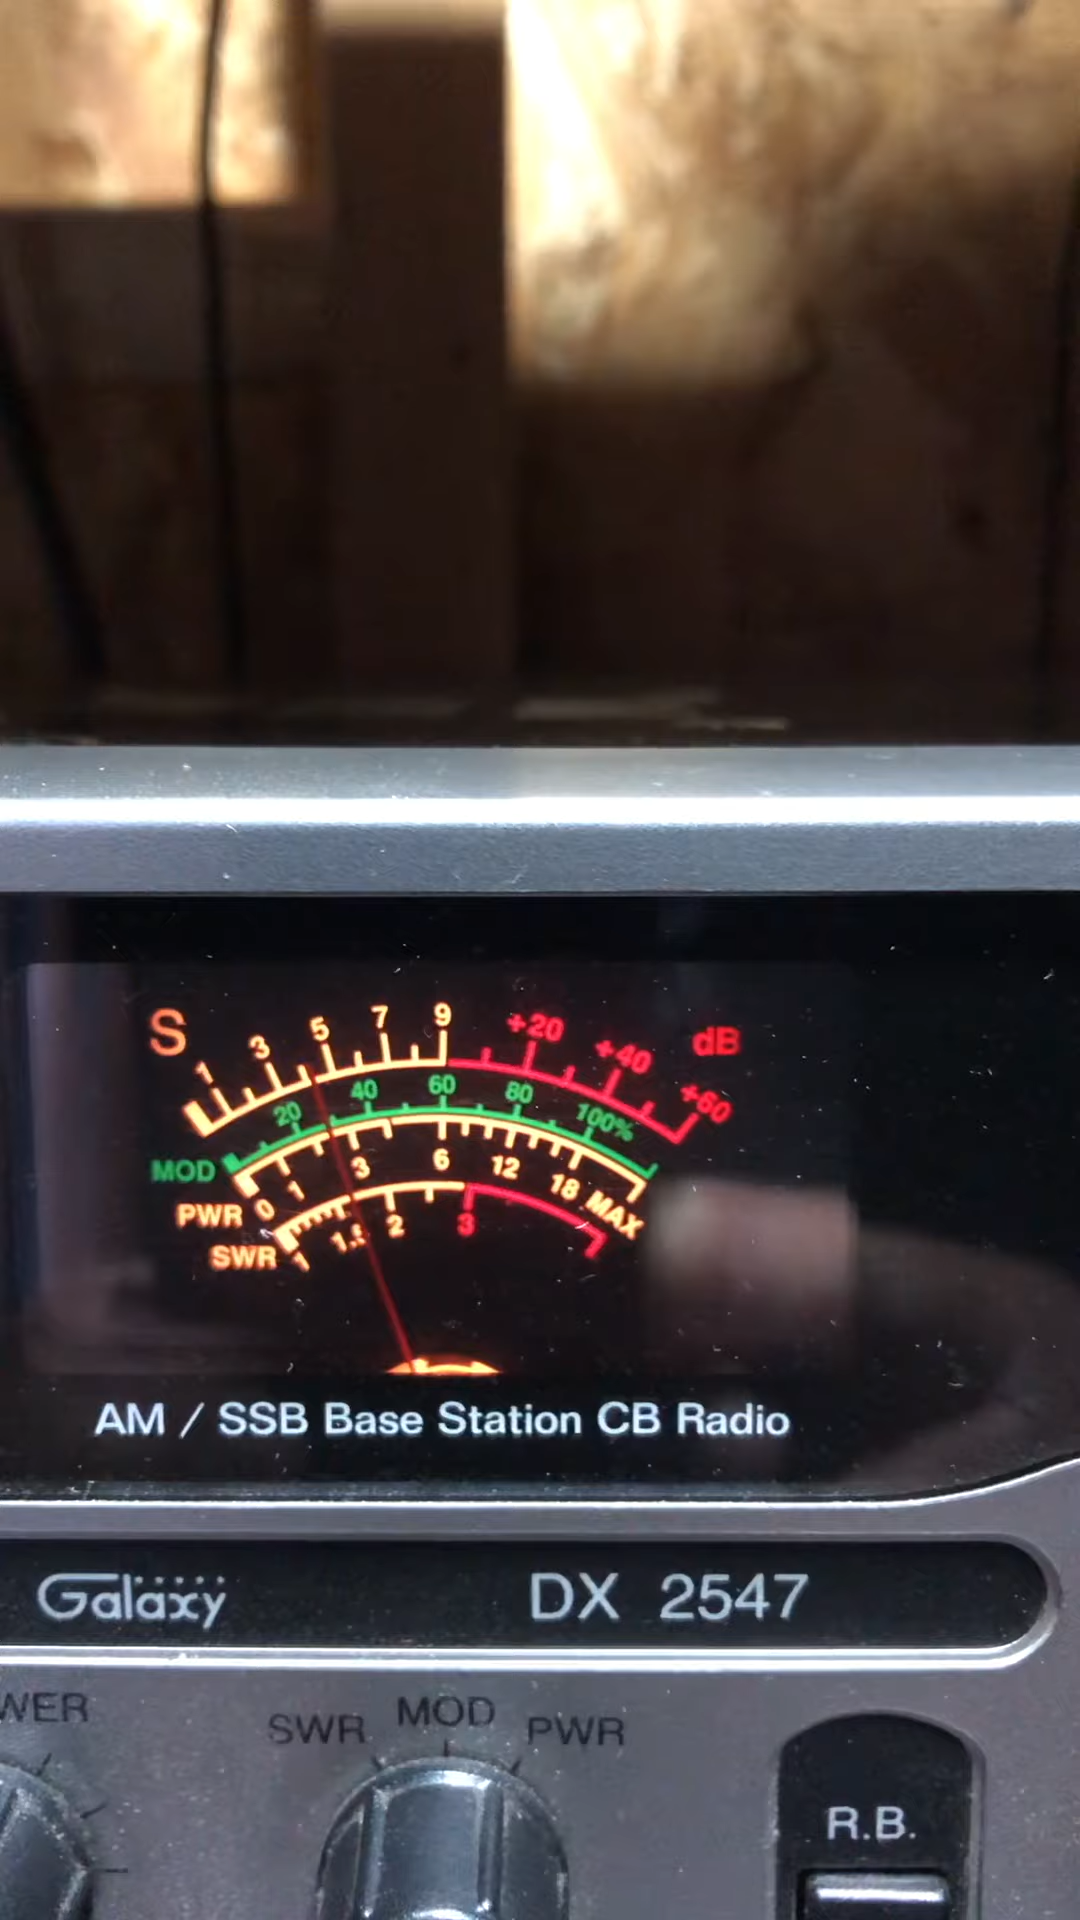 S 1 3 5 7 9 +20 +40 +60 dB
MOD 20 40 60 80 100%
PWR 0 1 3 6 12 18 MAX
SWR 1 1.5 2 3
AM / SSB Base Station CB Radio
Galaxy DX 2547
WER SWR MOD PWR
R.B.